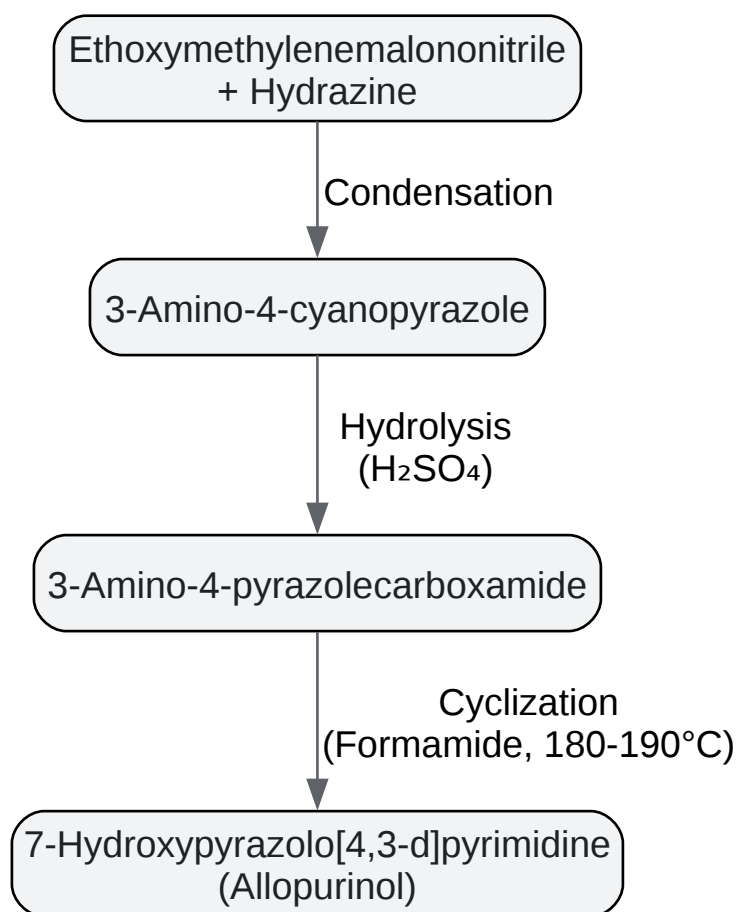 Ethoxymethylenemalononitrile
+ Hydrazine
Condensation
3-Amino-4-cyanopyrazole
Hydrolysis
(H₂SO₄)
3-Amino-4-pyrazolecarboxamide
Cyclization
(Formamide, 180-190°C)
7-Hydroxypyrazolo[4,3-d]pyrimidine
(Allopurinol)